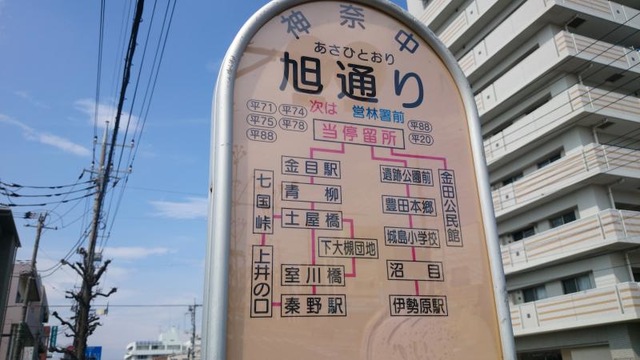 神奈中
あさひとおり
旭通り
平71 平74 次は 営林署前
平75 平78 平88
平88 当停留所 平20
金目駅 遺跡公園前
七国峠 青柳 豊田本郷 金田公民館
土屋橋 城島小学校
下大槻団地
上井の口 室川橋 沼目
秦野駅 伊勢原駅